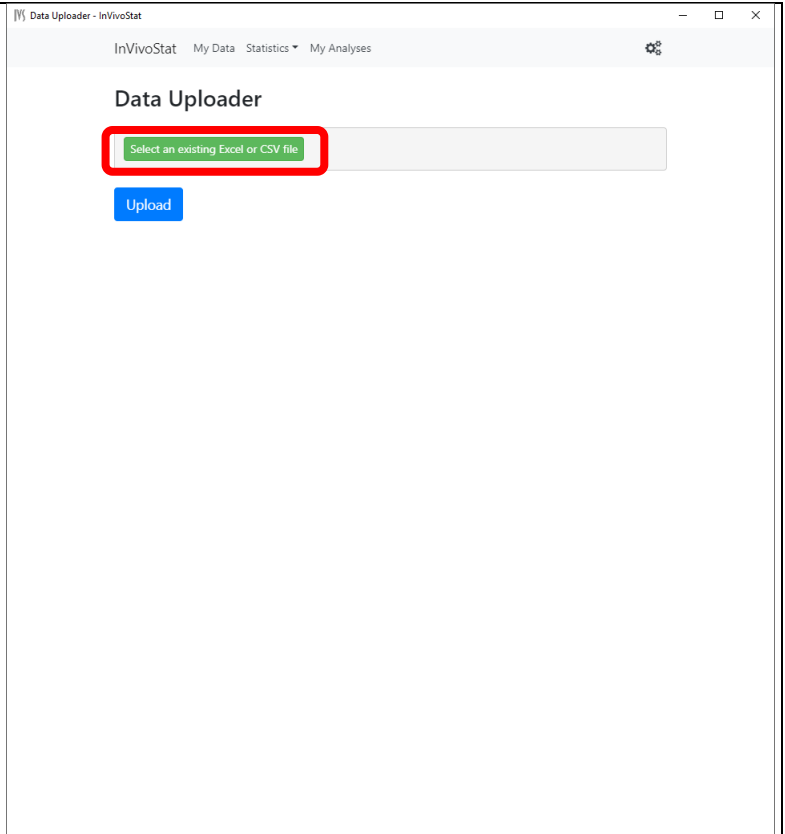 IVS Data Uploader - InVivoStat
InVivoStat My Data Statistics My Analyses
Data Uploader
Select an existing Excel or CSV file
Upload